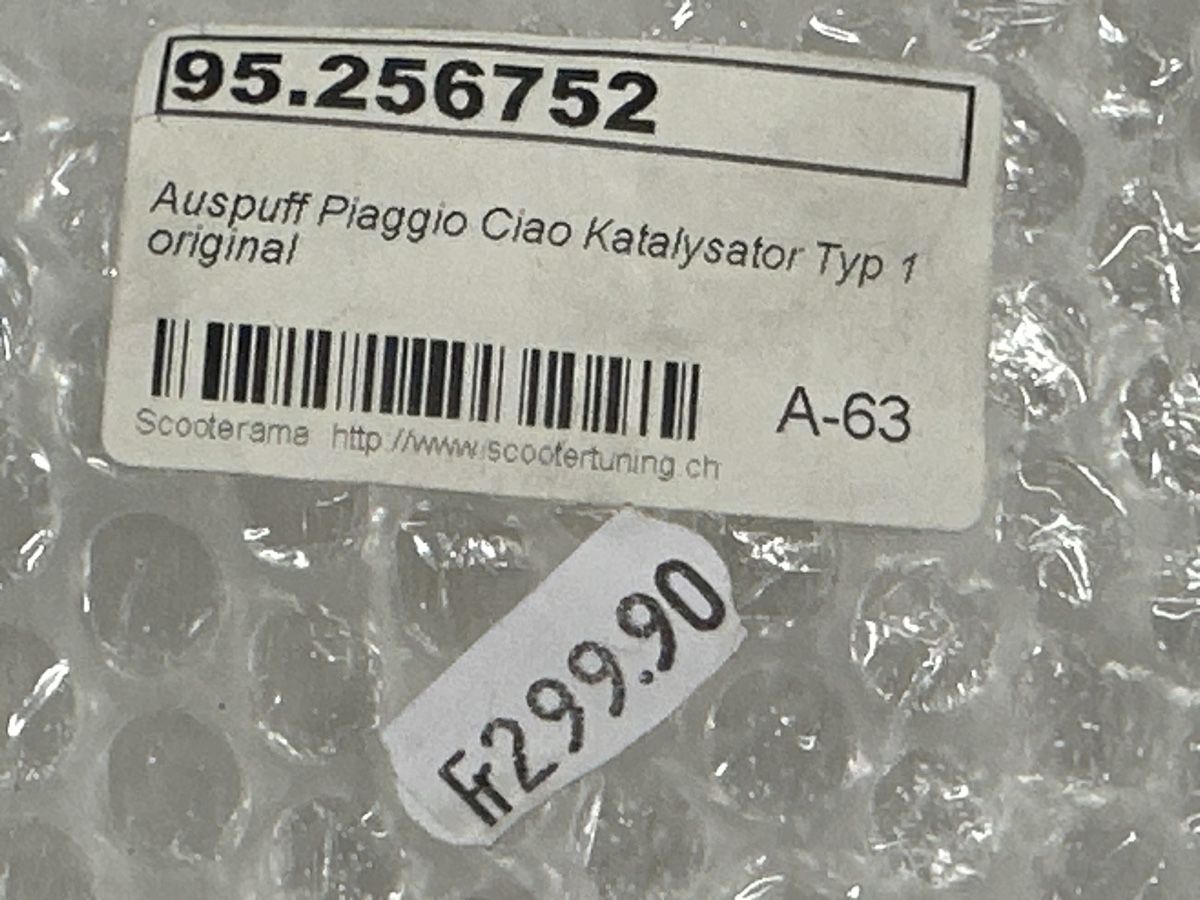 95.256752
Auspuff Piaggio Ciao Katalysator Typ 1
original
A-63
Scooterama http://www.scootertuning.ch
Fr299.90